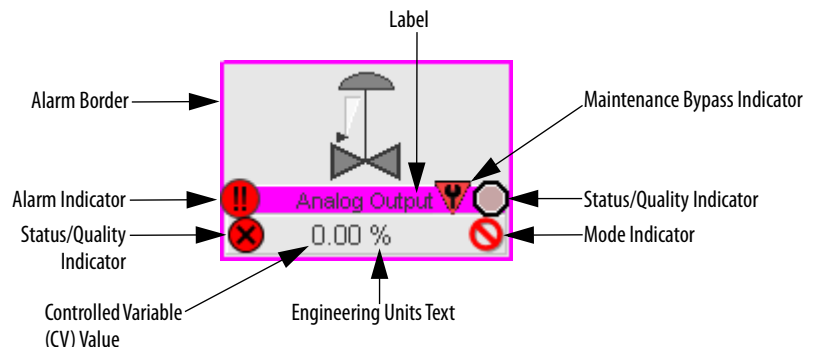 Label
Alarm Border
Maintenance Bypass Indicator
Alarm Indicator
!!
Analog Output
Status/Quality Indicator
Status/Quality
Indicator
0.00 %
Mode Indicator
Controlled Variable
(CV) Value
Engineering Units Text